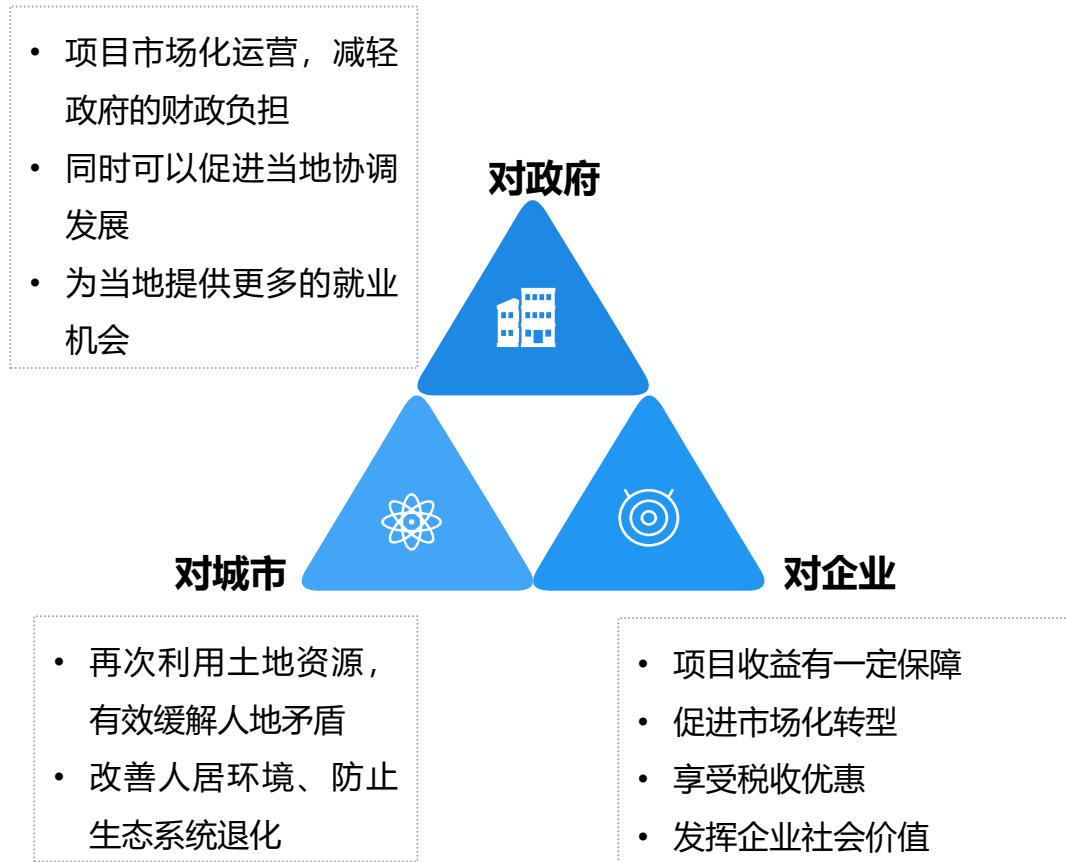 • 项目市场化运营，减轻
政府的财政负担
• 同时可以促进当地协调
发展
• 为当地提供更多的就业
机会
对政府
对城市
对企业
• 再次利用土地资源，
有效缓解人地矛盾
• 改善人居环境、防止
生态系统退化
• 项目收益有一定保障
• 促进市场化转型
• 享受税收优惠
• 发挥企业社会价值